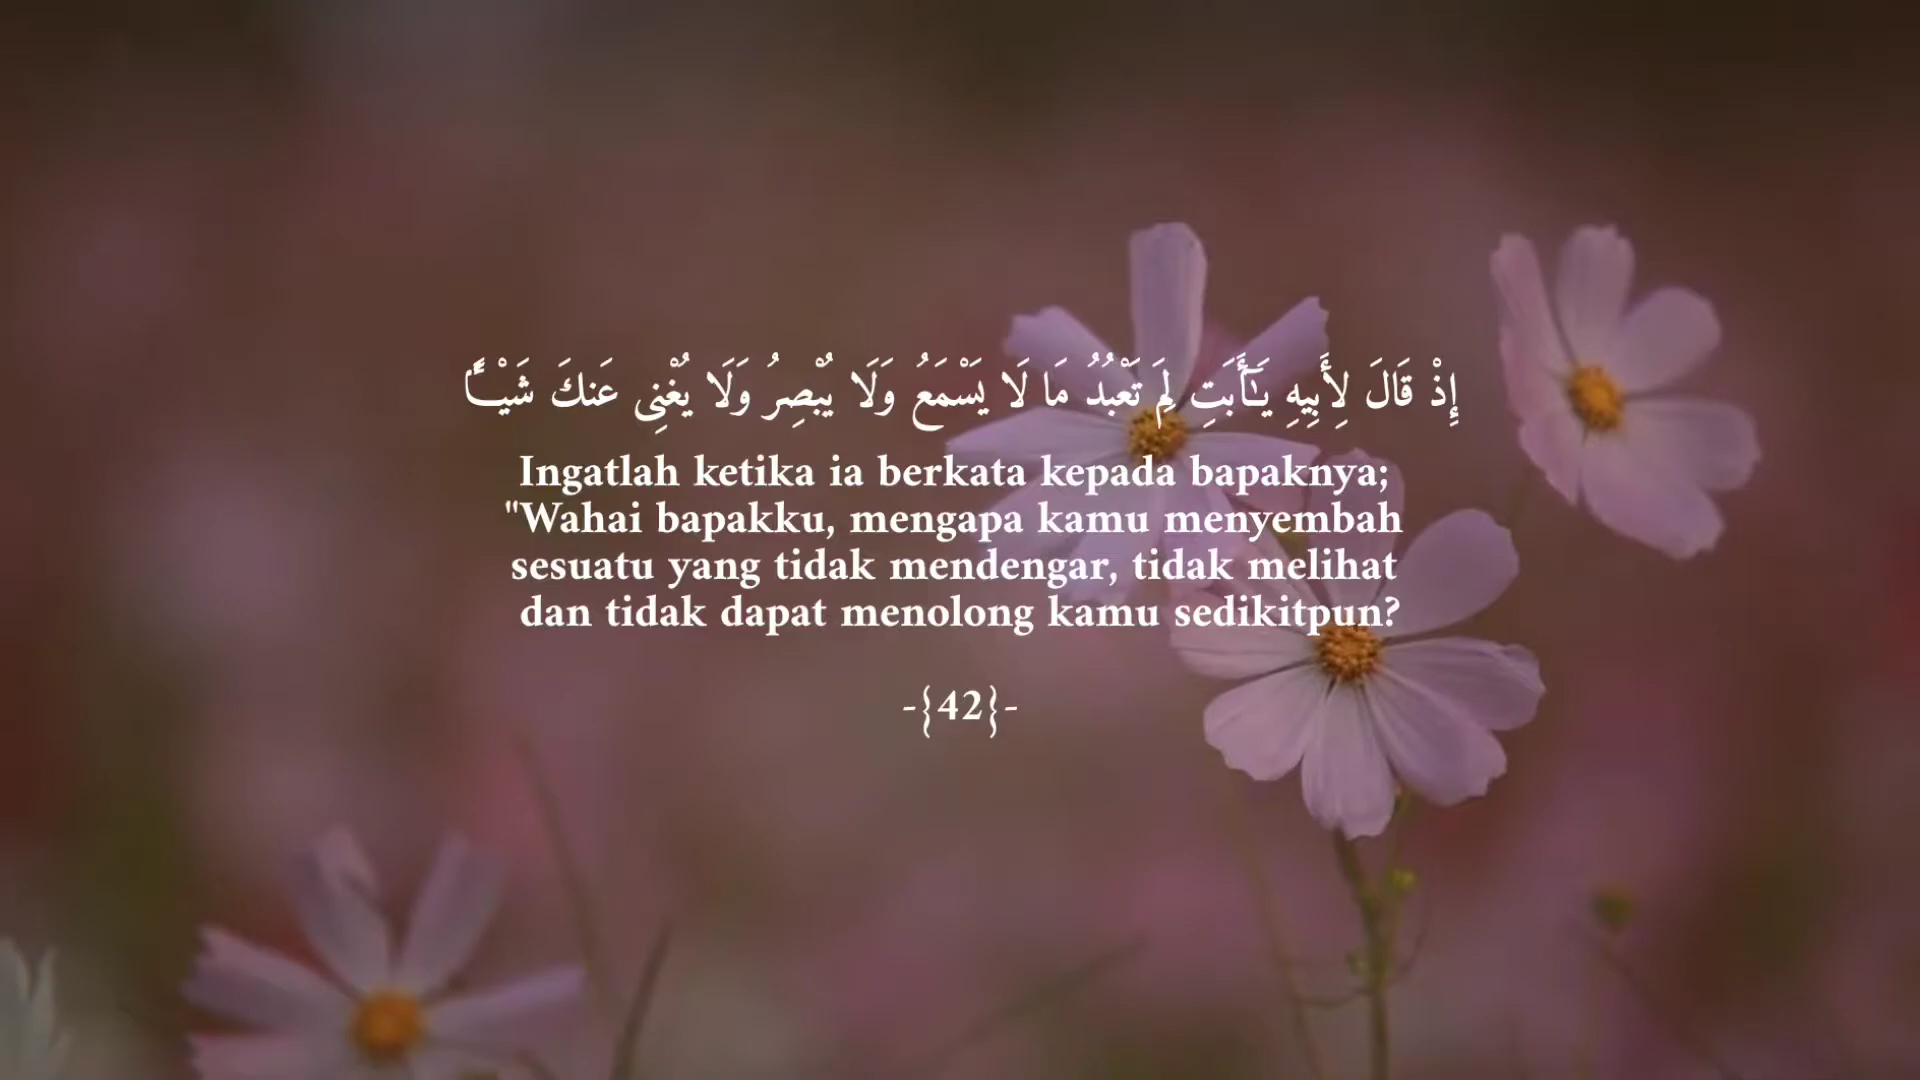 إِذْ قَالَ لِأَبِيهِ يَـٰٓأَبَتِ لِمَ تَعْبُدُ مَا لَا يَسْمَعُ وَلَا يُبْصِرُ وَلَا يُغْنِى عَنكَ شَيْـًٔا
Ingatlah ketika ia berkata kepada bapaknya;
"Wahai bapakku, mengapa kamu menyembah
sesuatu yang tidak mendengar, tidak melihat
dan tidak dapat menolong kamu sedikitpun?
-{42}-